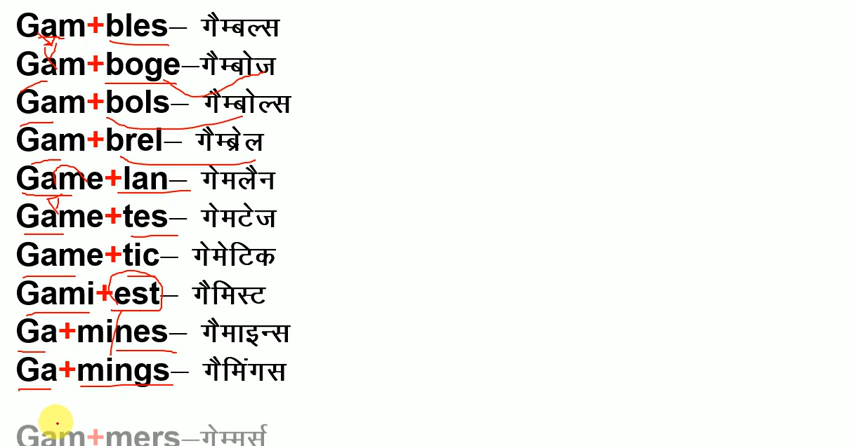 Gam+bles– गैम्बल्स
Gam+boge–गैम्बोज
Gam+bols– गैम्बोल्स
Gam+brel– गैम्ब्रेल
Game+lan– गेमलैन
Game+tes– गेमटेज
Game+tic– गेमेटिक
Gami+est– गैमिस्ट
Ga+mines– गैमाइन्स
Ga+mings– गैमिंगस
Gam+mers–गेम्मर्स